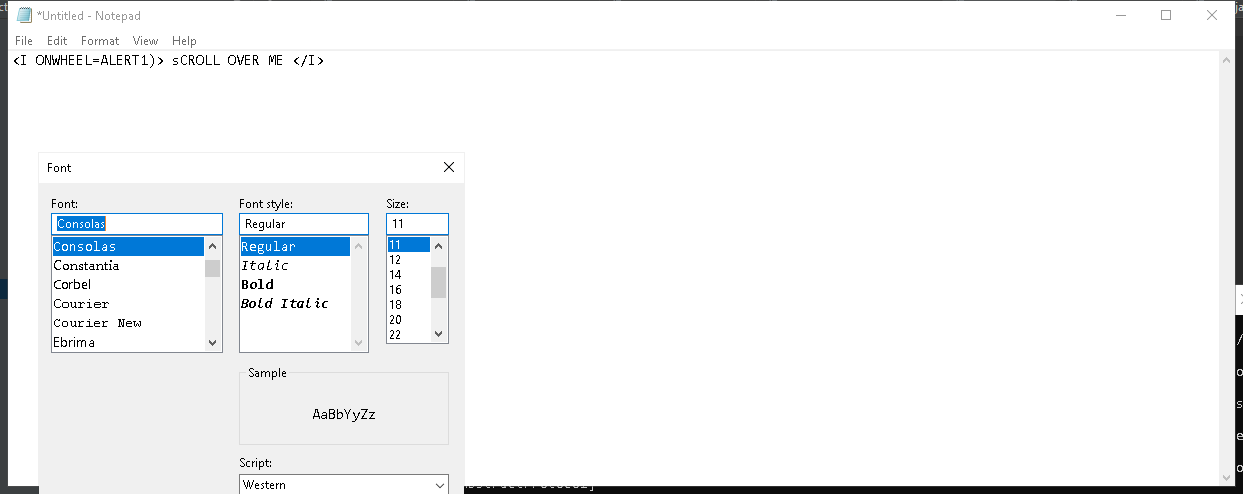 *Untitled - Notepad
File Edit Format View Help
<I ONWHEEL=ALERT1)> sCROLL OVER ME </I>
Font
Font: Font style: Size:
Consolas Regular 11
Consolas Regular 11
Constantia Italic 12
Corbel Bold 14
Courier Bold Italic 16
Courier New 18
Ebrima 20
22
Sample
AaBbYyZz
Script:
Western